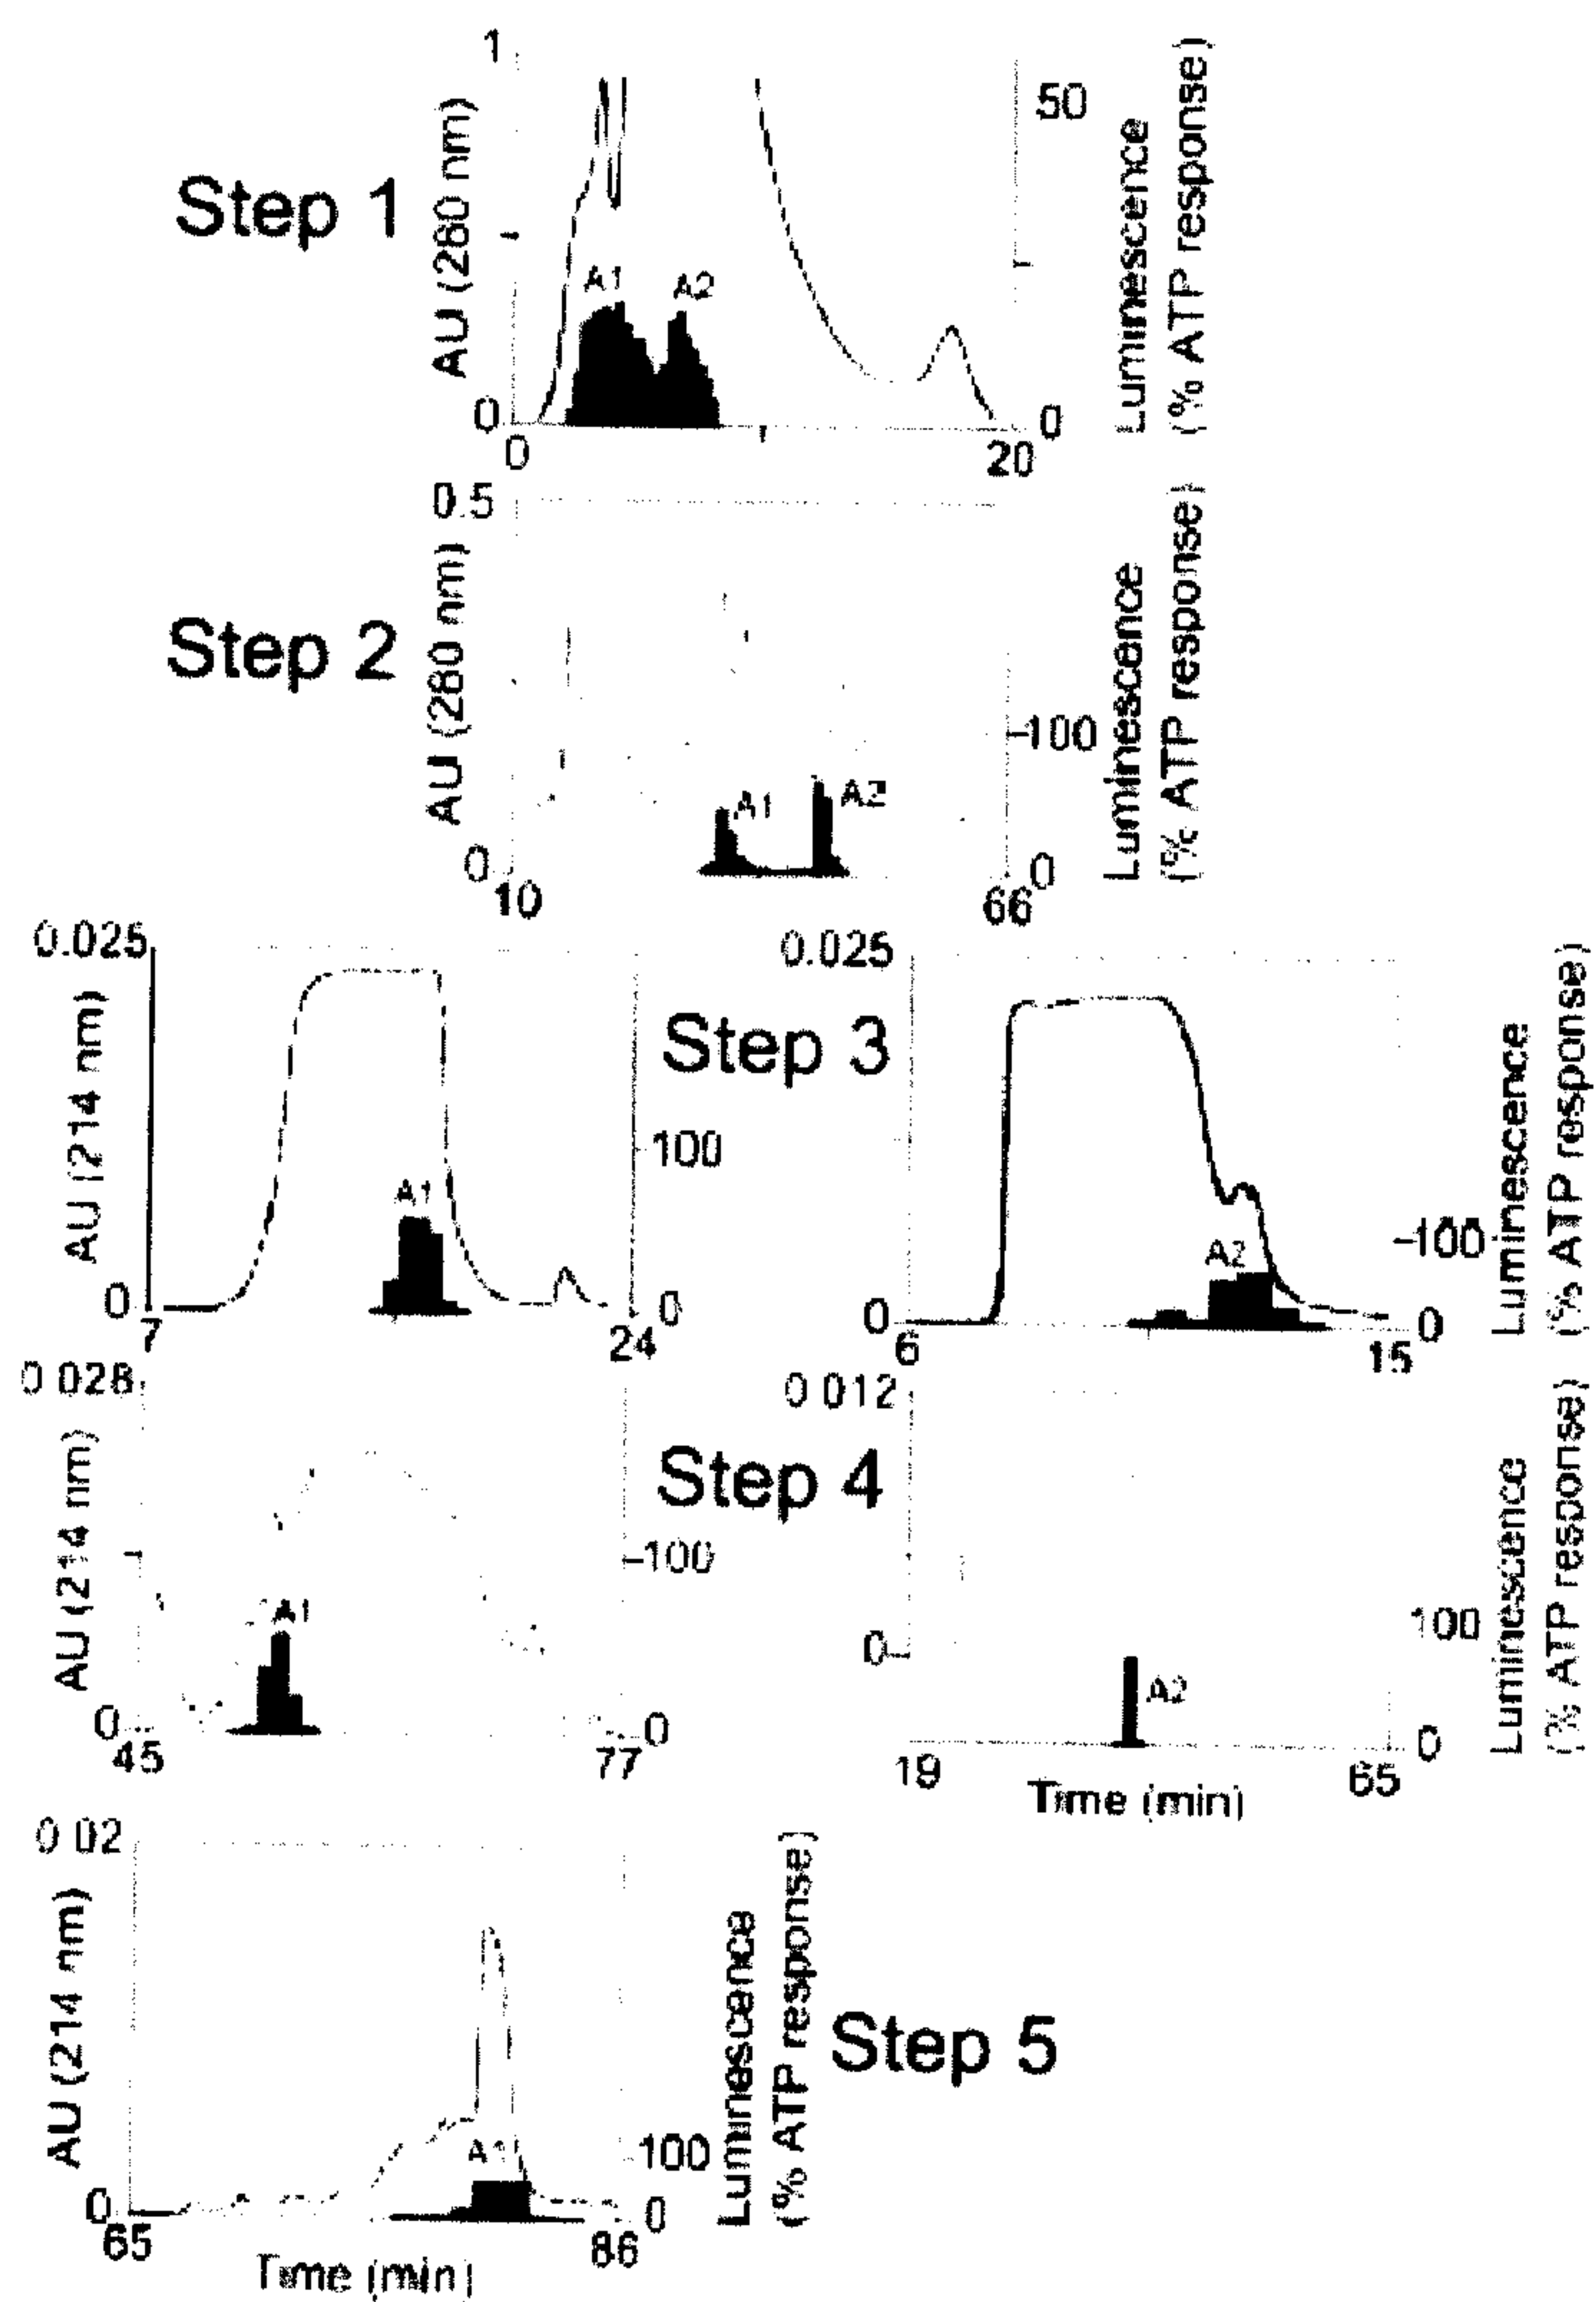 Step 1
AU (280 nm)
1
0
A1
A2
50
0
0
20
Luminescence
(% ATP response)
Step 2
AU (280 nm)
0.5
0
A1
A2
100
0
10
66
Luminescence
(% ATP response)
Step 3
AU (214 nm)
0.025
0
A1
100
0
7
24
0.025
0
A2
100
0
6
15
Luminescence
(% ATP response)
Step 4
AU (214 nm)
0 028
0
A1
100
0
45
77
0 012
0
A2
100
0
19
65
Time (min)
Luminescence
(% ATP response)
Step 5
AU (214 nm)
0 02
0
A1
100
0
65
86
Time (min)
Luminescence
(% ATP response)